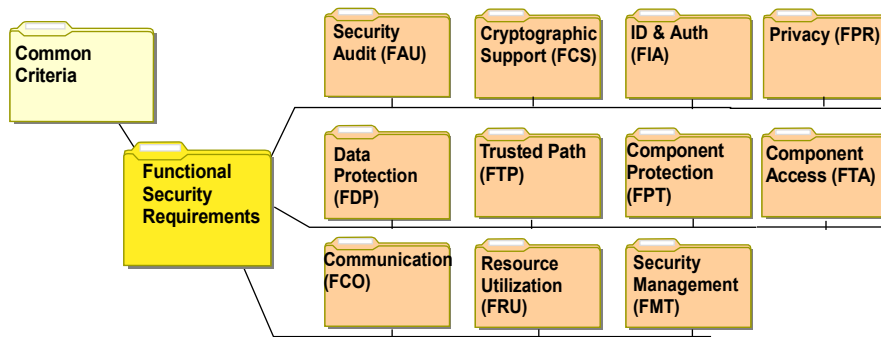 Common
Criteria
Functional
Security
Requirements
Security
Audit (FAU)
Cryptographic
Support (FCS)
ID & Auth
(FIA)
Privacy (FPR)
Data
Protection
(FDP)
Trusted Path
(FTP)
Component
Protection
(FPT)
Component
Access (FTA)
Communication
(FCO)
Resource
Utilization
(FRU)
Security
Management
(FMT)